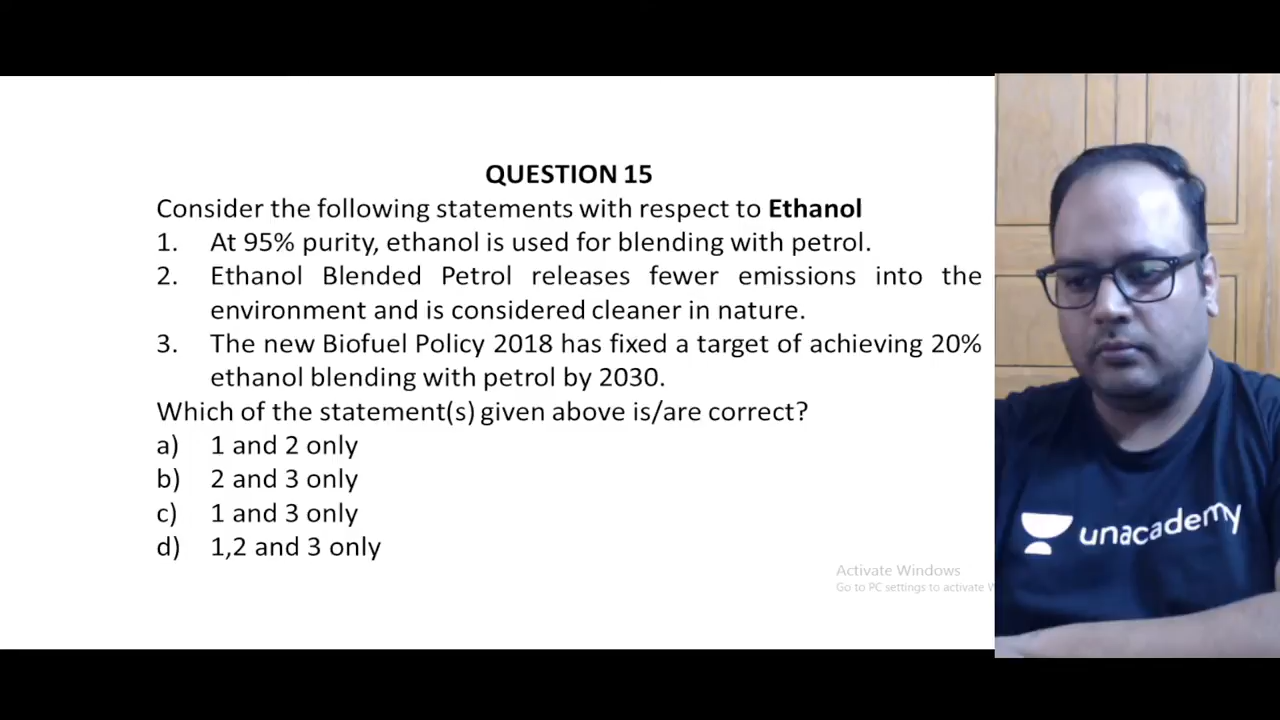 QUESTION 15
Consider the following statements with respect to Ethanol
1. At 95% purity, ethanol is used for blending with petrol.
2. Ethanol Blended Petrol releases fewer emissions into the
environment and is considered cleaner in nature.
3. The new Biofuel Policy 2018 has fixed a target of achieving 20%
ethanol blending with petrol by 2030.
Which of the statement(s) given above is/are correct?
a) 1 and 2 only
b) 2 and 3 only
c) 1 and 3 only
d) 1,2 and 3 only
Activate Windows
Go to PC settings to activate W
unacademy